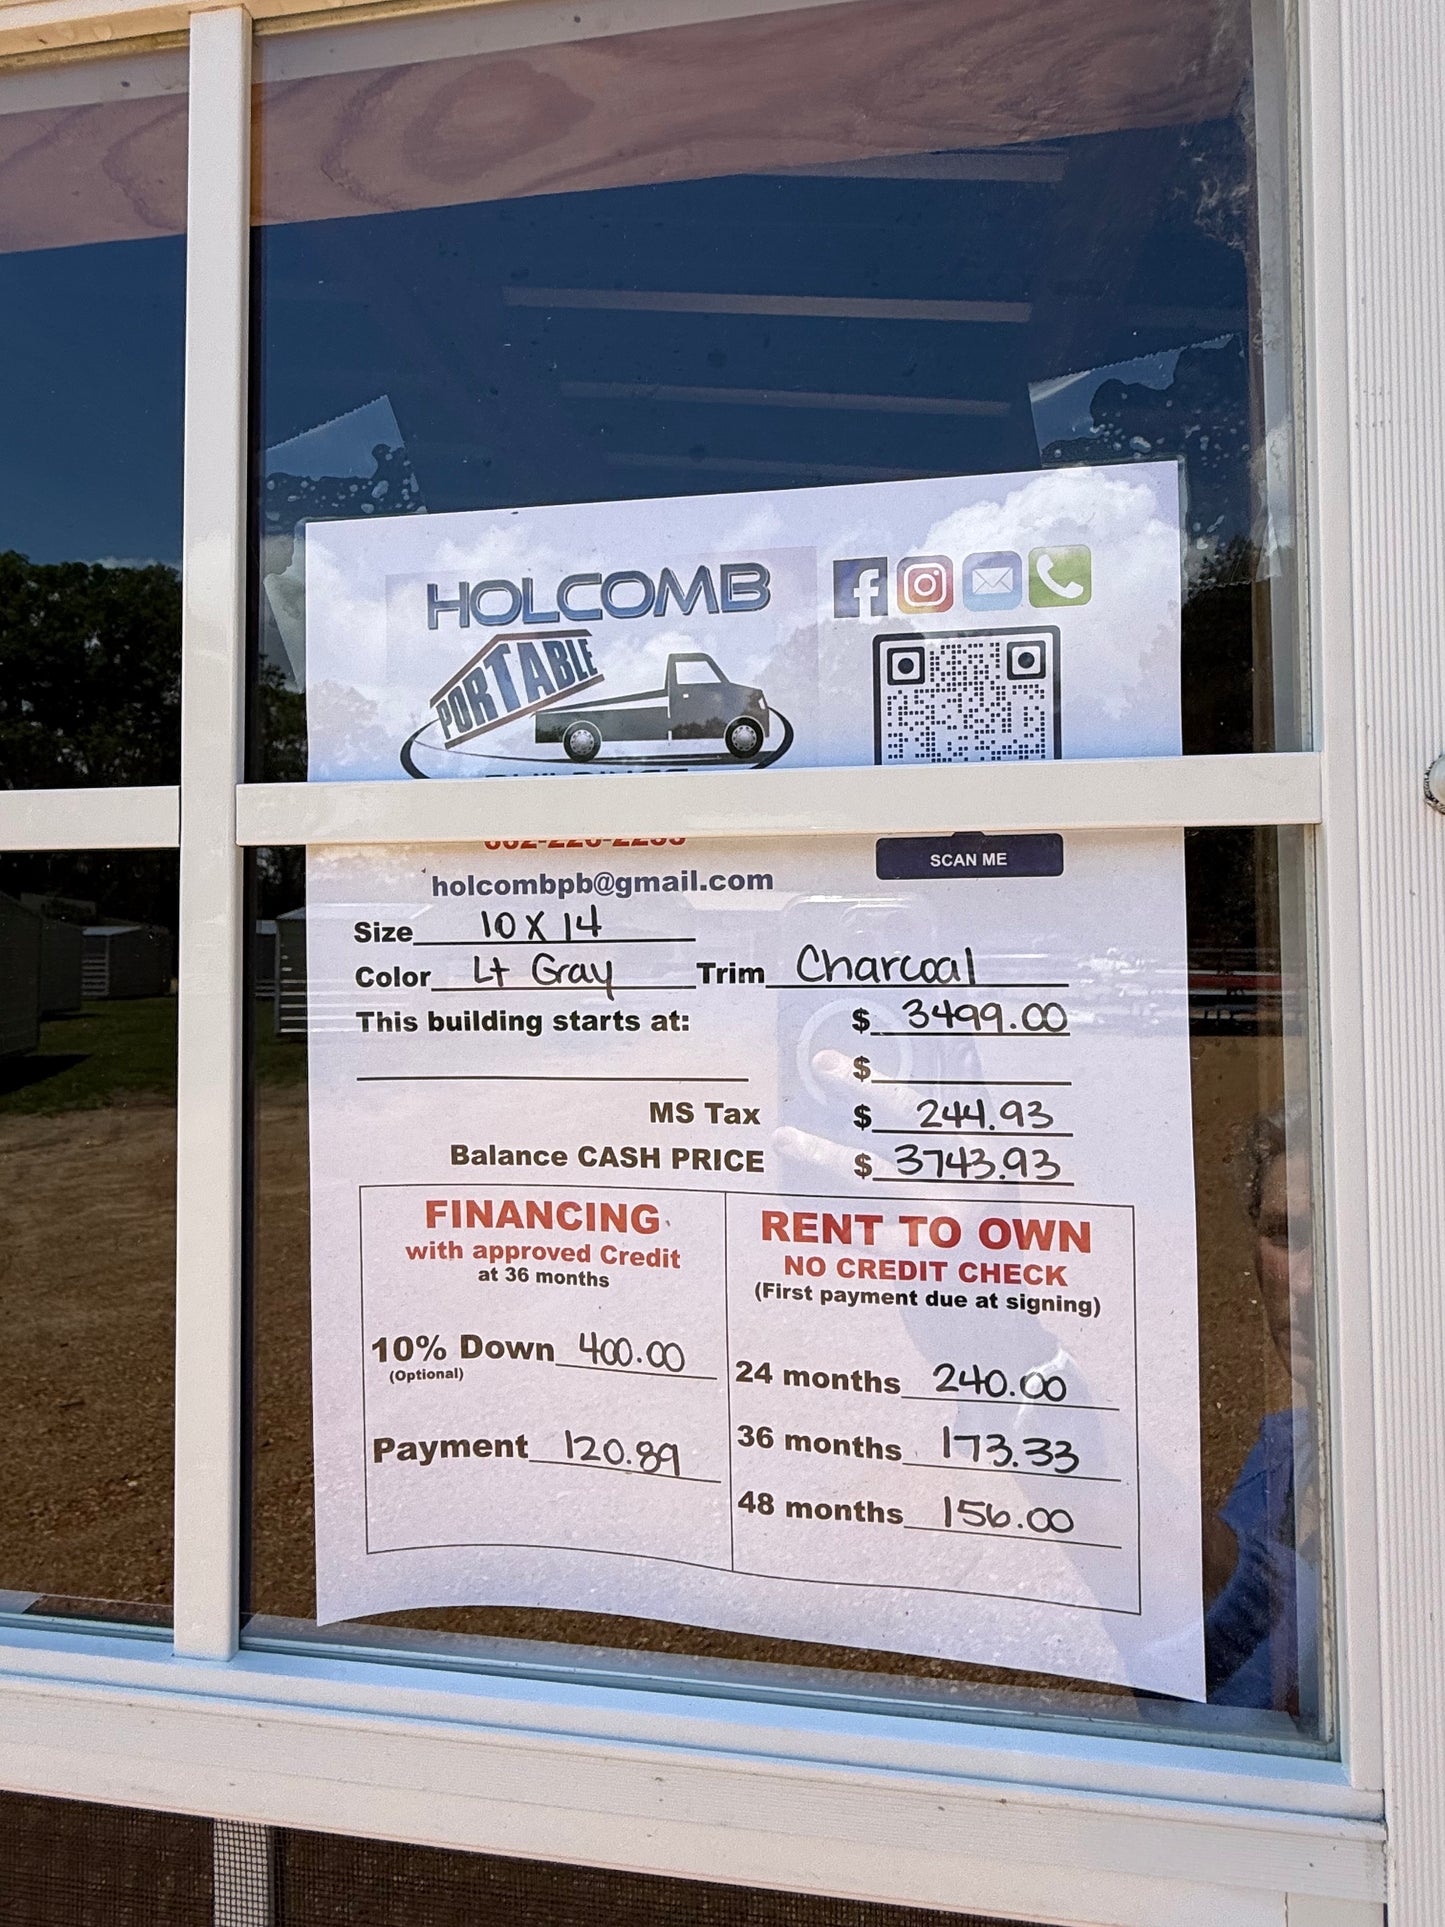 HOLCOMB
PORTABLE
SCAN ME
holcombpb@gmail.com
Size 10 x 14
Color Lt Gray Trim Charcoal
This building starts at: $ 3499.00
$
MS Tax $ 244.93
Balance CASH PRICE $ 3743.93
FINANCING
with approved Credit
at 36 months
10% Down 400.00
(Optional)
Payment 120.89
RENT TO OWN
NO CREDIT CHECK
(First payment due at signing)
24 months 240.00
36 months 173.33
48 months 156.00